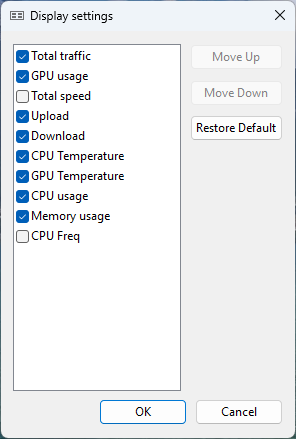 Display settings
Total traffic
GPU usage
Total speed
Upload
Download
CPU Temperature
GPU Temperature
CPU usage
Memory usage
CPU Freq
Move Up
Move Down
Restore Default
OK
Cancel